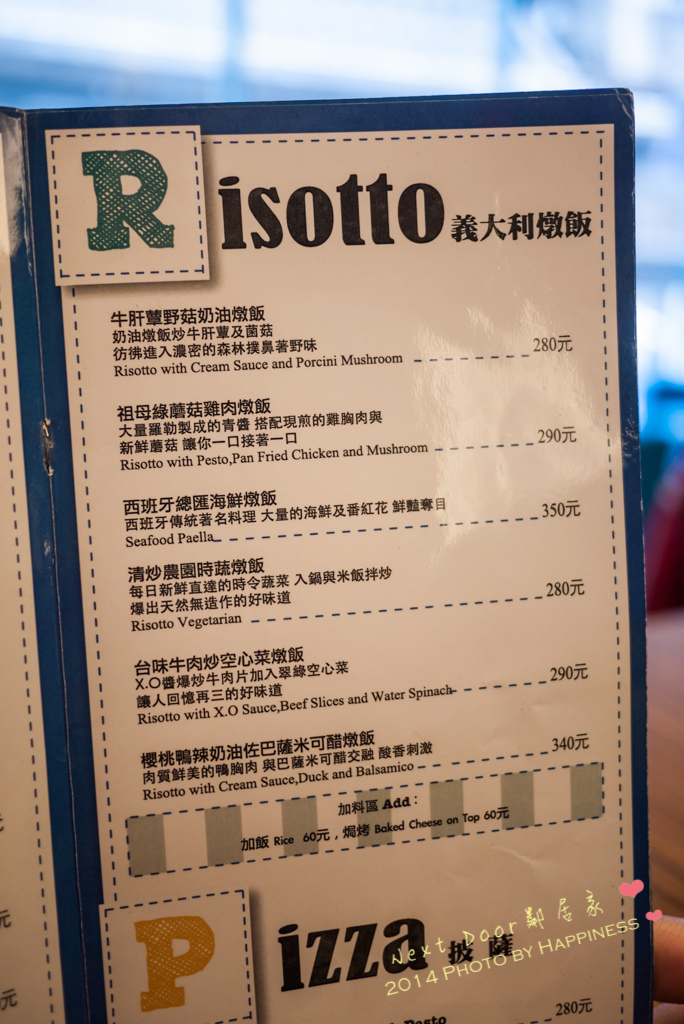 Risotto 義大利燉飯
牛肝蕈野菇奶油燉飯
奶油燉飯炒牛肝蕈及菌菇
彷彿進入濃密的森林撲鼻著野味
Risotto with Cream Sauce and Porcini Mushroom 280元
祖母綠蘑菇雞肉燉飯
大量羅勒製成的青醬 搭配現煎的雞胸肉與
新鮮蘑菇 讓你一口接著一口
Risotto with Pesto,Pan Fried Chicken and Mushroom 290元
西班牙總匯海鮮燉飯
西班牙傳統著名料理 大量的海鮮及番紅花 鮮豔奪目
Seafood Paella 350元
清炒農園時蔬燉飯
每日新鮮直達的時令蔬菜 入鍋與米飯拌炒
爆出天然無造作的好味道
Risotto Vegetarian 280元
台味牛肉炒空心菜燉飯
X.O醬爆炒牛肉片加入翠綠空心菜
讓人回憶再三的好味道
Risotto with X.O Sauce,Beef Slices and Water Spinach 290元
櫻桃鴨辣奶油佐巴薩米可醋燉飯
肉質鮮美的鴨胸肉 與巴薩米可醋交融 酸香刺激
Risotto with Cream Sauce,Duck and Balsamico 340元
加料區 Add：
加飯 Rice 60元，焗烤 Baked Cheese on Top 60元
Pizza 披薩
Next Door鄰居家
2014 PHOTO BY HAPPINESS
Pesto
280元
元
元